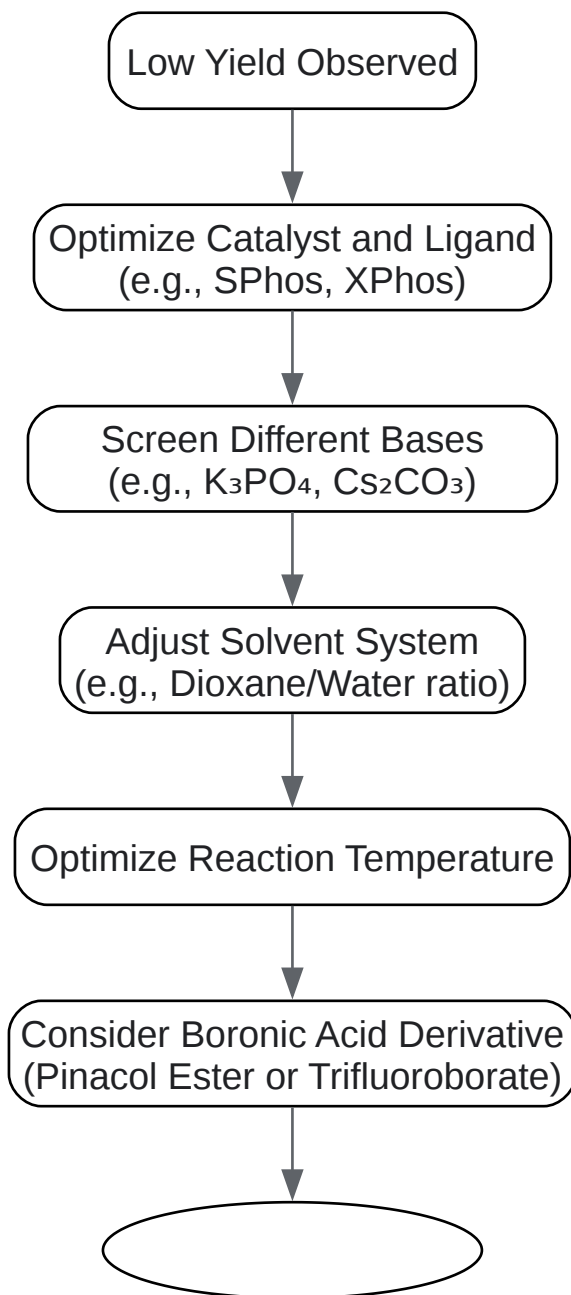 Low Yield Observed
Optimize Catalyst and Ligand
(e.g., SPhos, XPhos)
Screen Different Bases
(e.g., K₃PO₄, Cs₂CO₃)
Adjust Solvent System
(e.g., Dioxane/Water ratio)
Optimize Reaction Temperature
Consider Boronic Acid Derivative
(Pinacol Ester or Trifluoroborate)